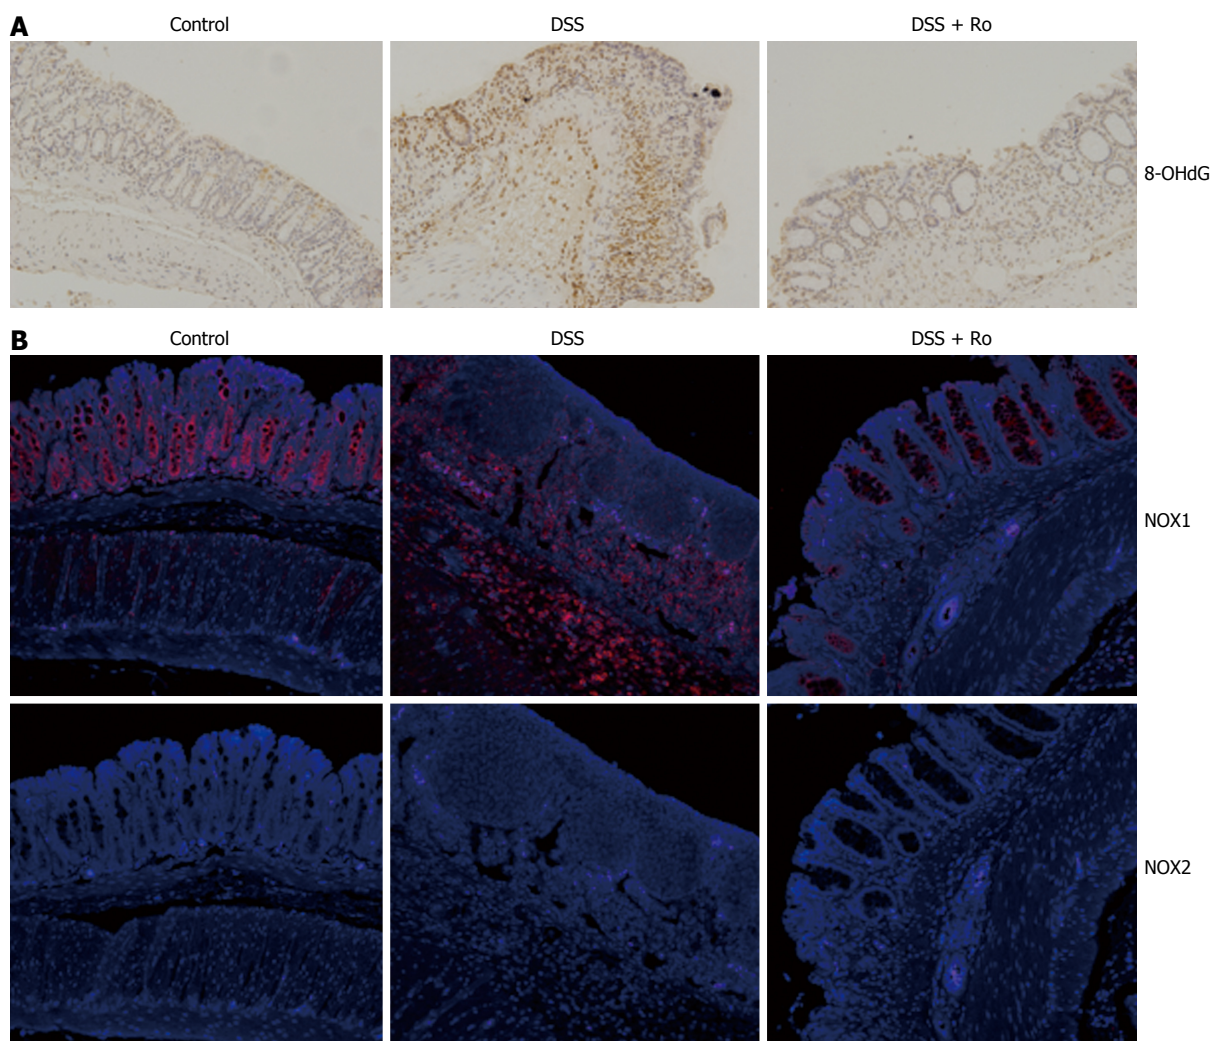 A
Control DSS DSS + Ro
8-OHdG
B
Control DSS DSS + Ro
NOX1
NOX2